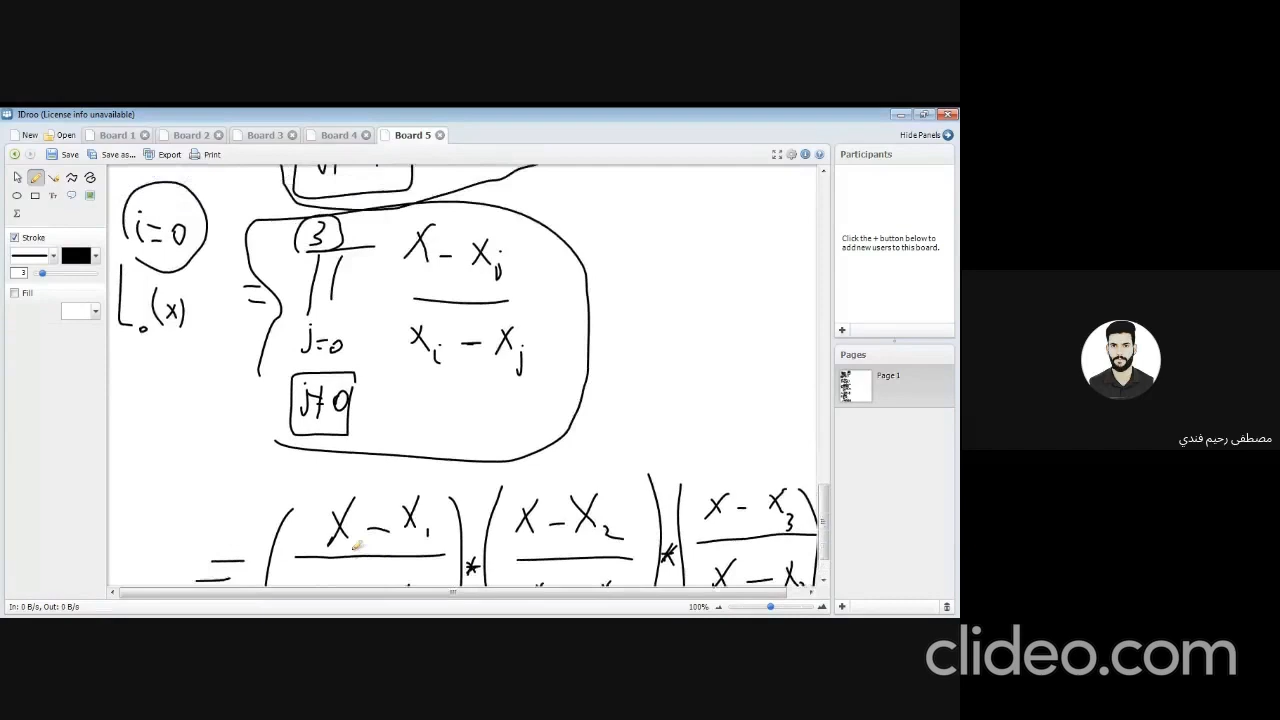 IDroo (License info unavailable)
New Open Board 1 Board 2 Board 3 Board 4 Board 5 Hide Panels
Save Save as... Export Print
Participants
Click the + button below to
add new users to this board.
Pages
Page 1
Stroke
3
Fill
i=0
L₀(x)
= 3 ∏ j=0 j≠0
X - Xj
Xi - Xj
= (X - X₁) * (X - X₂) * (X - X₃)
In: 0 B/s, Out: 0 B/s
100%
مصطفى رحيم فندي
clideo.com